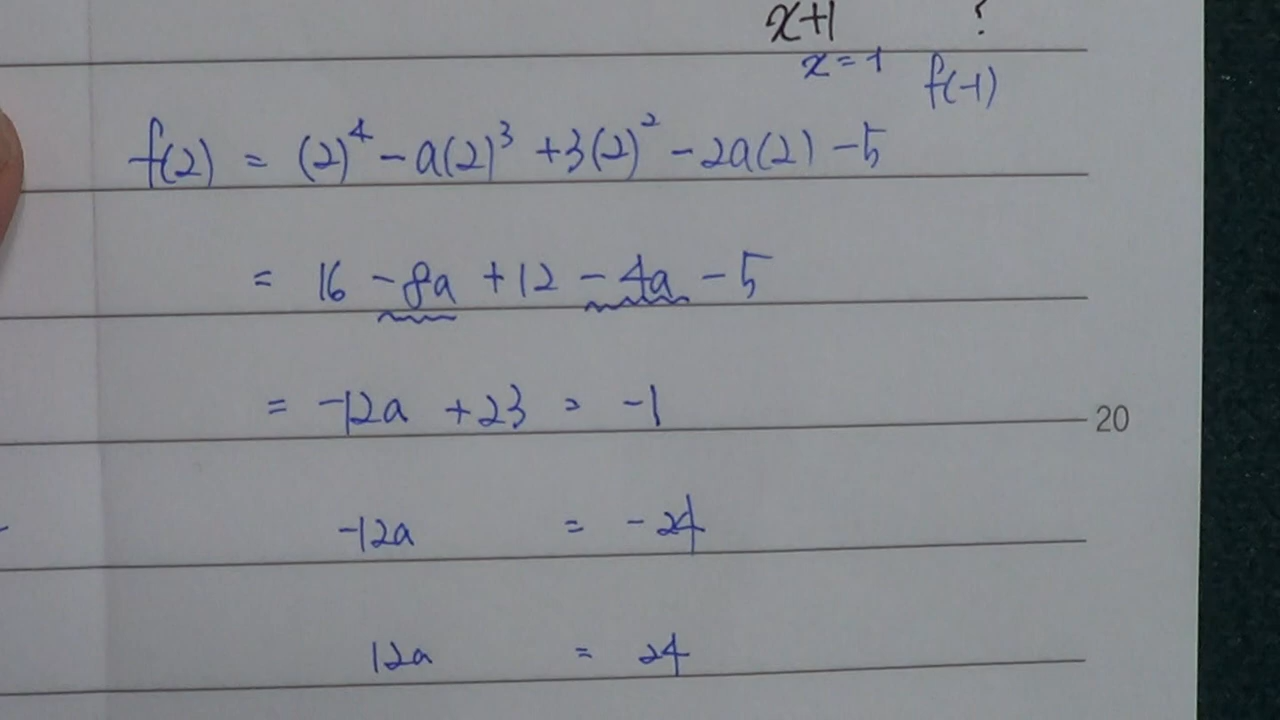 x+1 ?
x=-1 f(-1)
f(2) = (2)⁴ - a(2)³ + 3(2)² - 2a(2) - 5
= 16 - 8a + 12 - 4a - 5
= -12a + 23 = -1
20
-12a = -24
12a = 24